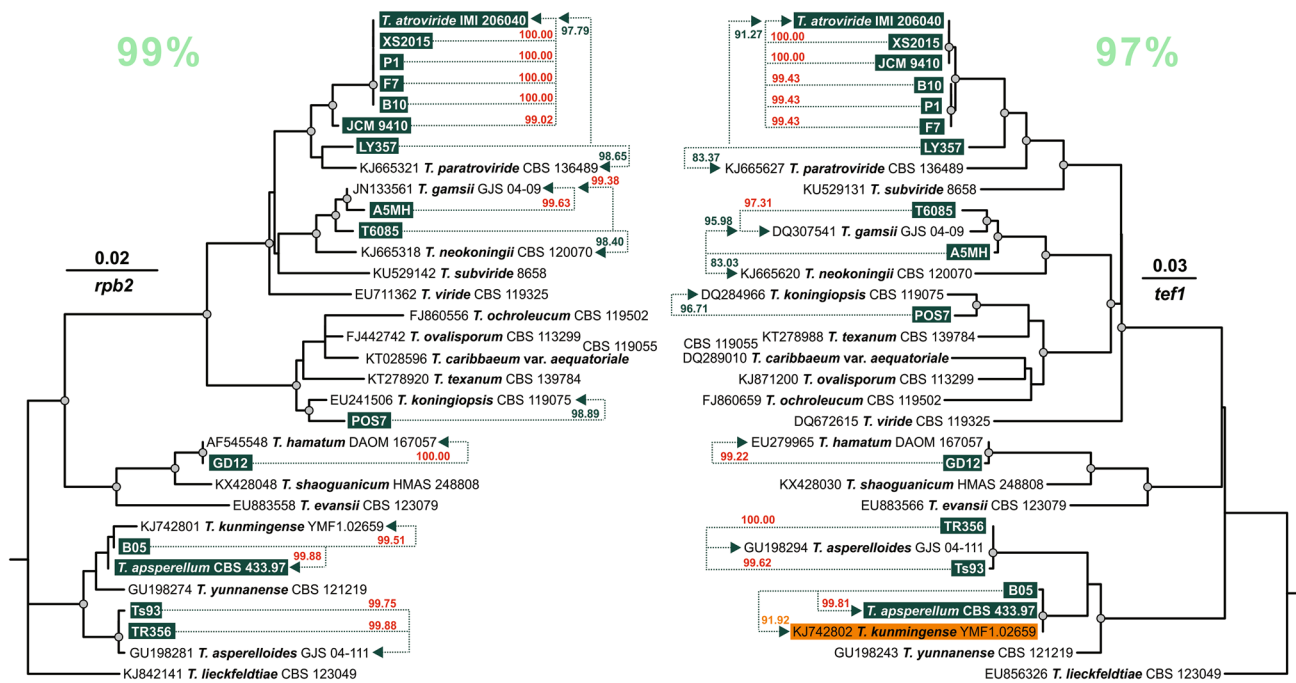 99%
T. atroviride IMI 206040
97.79
XS2015
100.00
P1
100.00
F7
100.00
B10
100.00
JCM 9410
99.02
LY357
98.65
KJ665321 T. paratroviride CBS 136489
JN133561 T. gamsii GJS 04-09
99.38
A5MH
99.63
T6085
98.40
KJ665318 T. neokoningii CBS 120070
0.02
rpb2
KU529142 T. subviride 8658
EU711362 T. viride CBS 119325
FJ860556 T. ochroleucum CBS 119502
FJ442742 T. ovalisporum CBS 113299
CBS 119055
KT028596 T. caribbaeum var. aequatoriale
KT278920 T. texanum CBS 139784
EU241506 T. koningiopsis CBS 119075
98.89
POS7
AF545548 T. hamatum DAOM 167057
100.00
GD12
KX428048 T. shaoguanicum HMAS 248808
EU883558 T. evansii CBS 123079
KJ742801 T. kunmingense YMF1.02659
99.51
B05
99.88
T. apsperellum CBS 433.97
GU198274 T. yunnanense CBS 121219
Ts93
99.75
TR356
99.88
GU198281 T. asperelloides GJS 04-111
KJ842141 T. lieckfeldtiae CBS 123049
97%
T. atroviride IMI 206040
91.27
100.00
XS2015
100.00
JCM 9410
99.43
B10
99.43
P1
99.43
F7
LY357
83.37
KJ665627 T. paratroviride CBS 136489
KU529131 T. subviride 8658
97.31
T6085
95.98
DQ307541 T. gamsii GJS 04-09
A5MH
83.03
KJ665620 T. neokoningii CBS 120070
0.03
tef1
DQ284966 T. koningiopsis CBS 119075
96.71
POS7
KT278988 T. texanum CBS 139784
CBS 119055
DQ289010 T. caribbaeum var. aequatoriale
KJ871200 T. ovalisporum CBS 113299
FJ860659 T. ochroleucum CBS 119502
DQ672615 T. viride CBS 119325
EU279965 T. hamatum DAOM 167057
99.22
GD12
KX428030 T. shaoguanicum HMAS 248808
EU883566 T. evansii CBS 123079
100.00
TR356
GU198294 T. asperelloides GJS 04-111
99.62
Ts93
B05
99.81
T. apsperellum CBS 433.97
91.92
KJ742802 T. kunmingense YMF1.02659
GU198243 T. yunnanense CBS 121219
EU856326 T. lieckfeldtiae CBS 123049